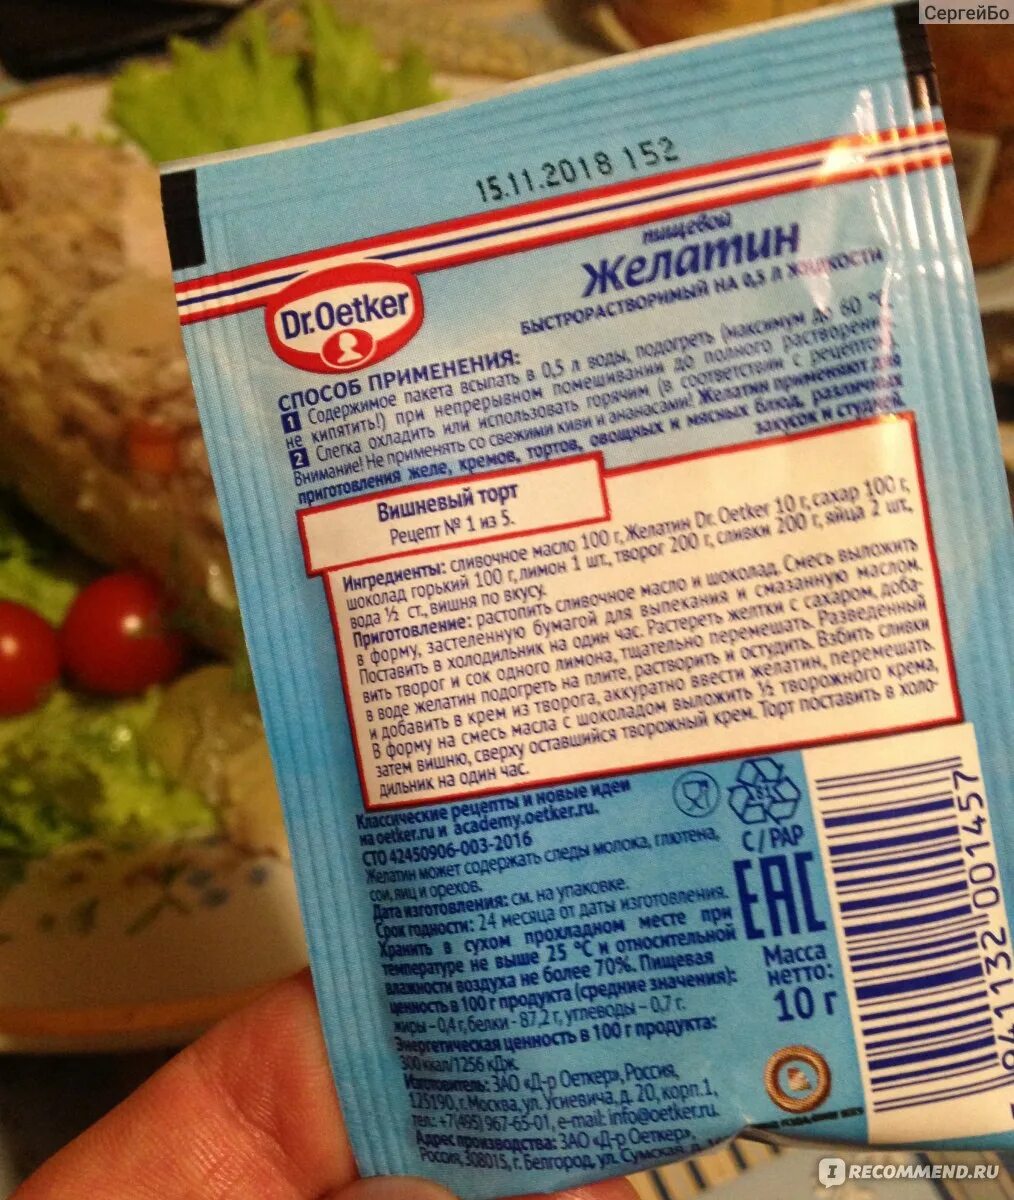 СергейБо
15.11.2018 152
пищевой
Желатин
БЫСТРОРАСТВОРИМЫЙ НА 0,5 Л ЖИДКОСТИ
Dr.Oetker
СПОСОБ ПРИМЕНЕНИЯ:
1 Содержимое пакета всыпать в 0,5 л воды, подогреть (максимум до 60 °C,
не кипятить!) при непрерывном помешивании до полного растворения.
2 Слегка охладить или использовать горячим (в соответствии с рецептом).
Внимание! Не применять со свежими киви и ананасами! Желатин применяют для
приготовления желе, кремов, тортов, овощных и мясных блюд, различных
закусок и студней.
Вишневый торт
Рецепт № 1 из 5.
Ингредиенты: сливочное масло 100 г, Желатин Dr. Oetker 10 г, сахар 100 г,
шоколад горький 100 г, лимон 1 шт., творог 200 г, сливки 200 г, яйца 2 шт.,
вода ½ ст., вишня по вкусу.
Приготовление: растопить сливочное масло и шоколад. Смесь выложить
в форму, застеленную бумагой для выпекания и смазанную маслом.
Поставить в холодильник на один час. Растереть желтки с сахаром, доба-
вить творог и сок одного лимона, тщательно перемешать. Разведенный
в воде желатин подогреть на плите, растворить и остудить. Взбить сливки
и добавить в крем из творога, аккуратно ввести желатин, перемешать.
В форму на смесь масла с шоколадом выложить ½ творожного крема,
затем вишню, сверху оставшийся творожный крем. Торт поставить в холо-
дильник на один час.
Классические рецепты и новые идеи
на oetker.ru и academy.oetker.ru.
СТО 42450906-003-2016
Желатин может содержать следы молока, глютена,
сои, яиц и орехов.
Дата изготовления: см. на упаковке.
Срок годности: 24 месяца от даты изготовления.
Хранить в сухом прохладном месте при
температуре не выше 25 °C и относительной
влажности воздуха не более 70%. Пищевая
ценность в 100 г продукта (средние значения):
жиры – 0,4 г, белки - 87,2 г, углеводы – 0,7 г.
Энергетическая ценность в 100 г продукта:
300 ккал/1256 кДж.
Изготовитель: ЗАО «Д-р Оеткер», Россия,
125190, г. Москва, ул. Усиевича, д. 20, корп.1,
тел.: +7(495) 967-65-01, e-mail: info@oetker.ru.
Адрес производства: ЗАО «Д-р Оеткер»,
Россия, 308015, г. Белгород, ул. Сумская, д.
81
C/PAP
EAC
Масса
нетто:
10 г
941132 001457
IRECOMMEND.RU